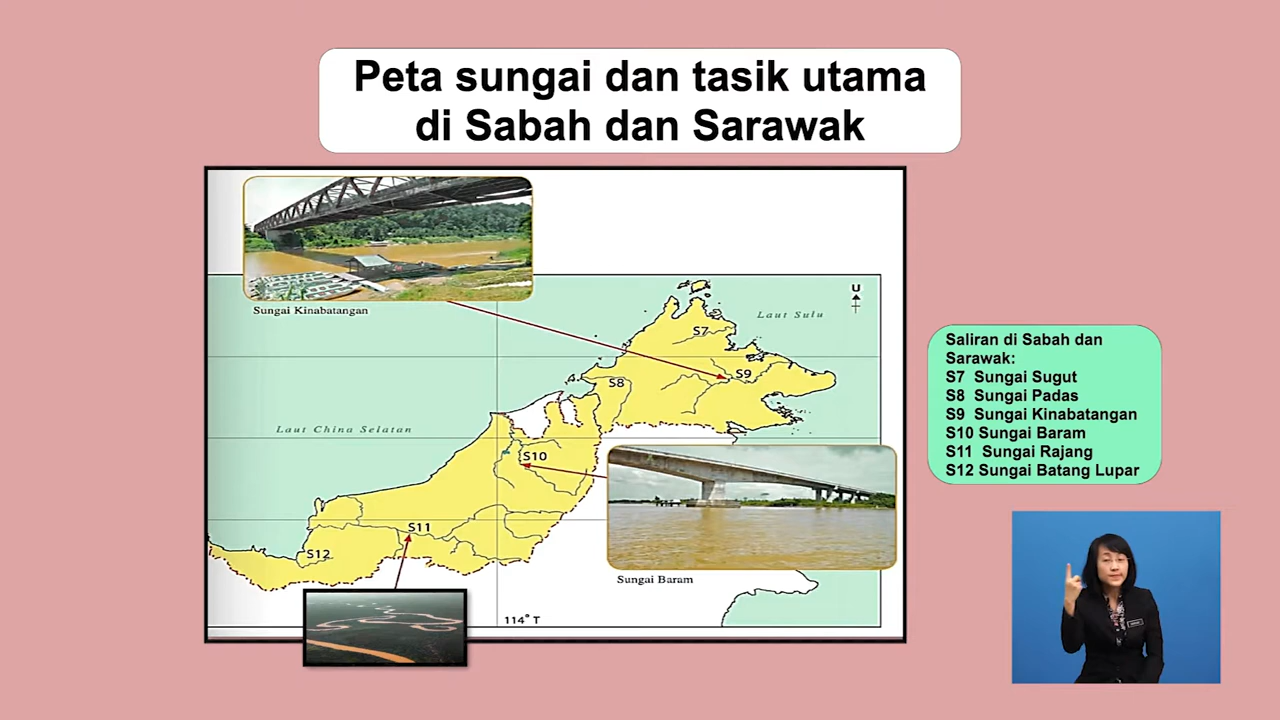 Peta sungai dan tasik utama
di Sabah dan Sarawak
Sungai Kinabatangan
U
Laut Sulu
S7
S9
S8
Laut China Selatan
S10
S11
S12
Sungai Baram
114° T
Saliran di Sabah dan
Sarawak:
S7 Sungai Sugut
S8 Sungai Padas
S9 Sungai Kinabatangan
S10 Sungai Baram
S11 Sungai Rajang
S12 Sungai Batang Lupar